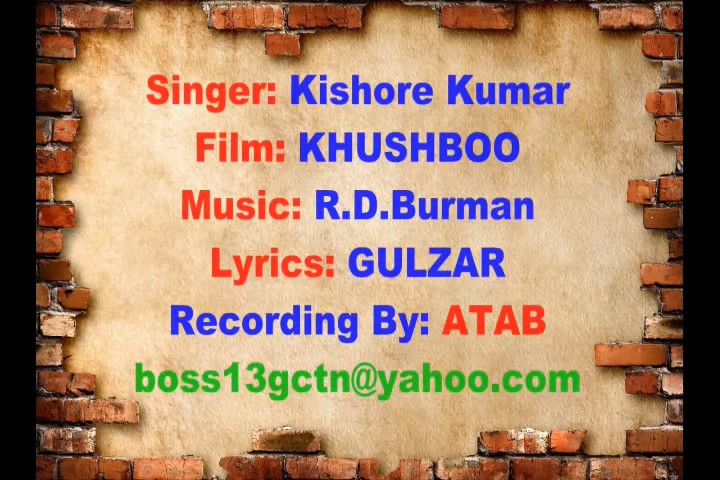 Singer: Kishore Kumar
Film: KHUSHBOO
Music: R.D.Burman
Lyrics: GULZAR
Recording By: ATAB
boss13gctn@yahoo.com